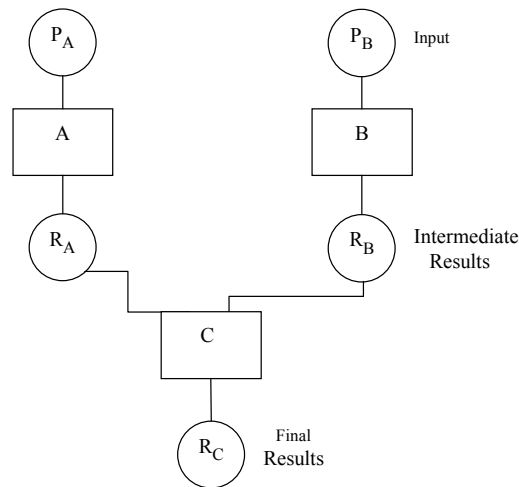 P_A
P_B
Input
A
B
R_A
R_B
Intermediate
Results
C
R_C
Final
Results